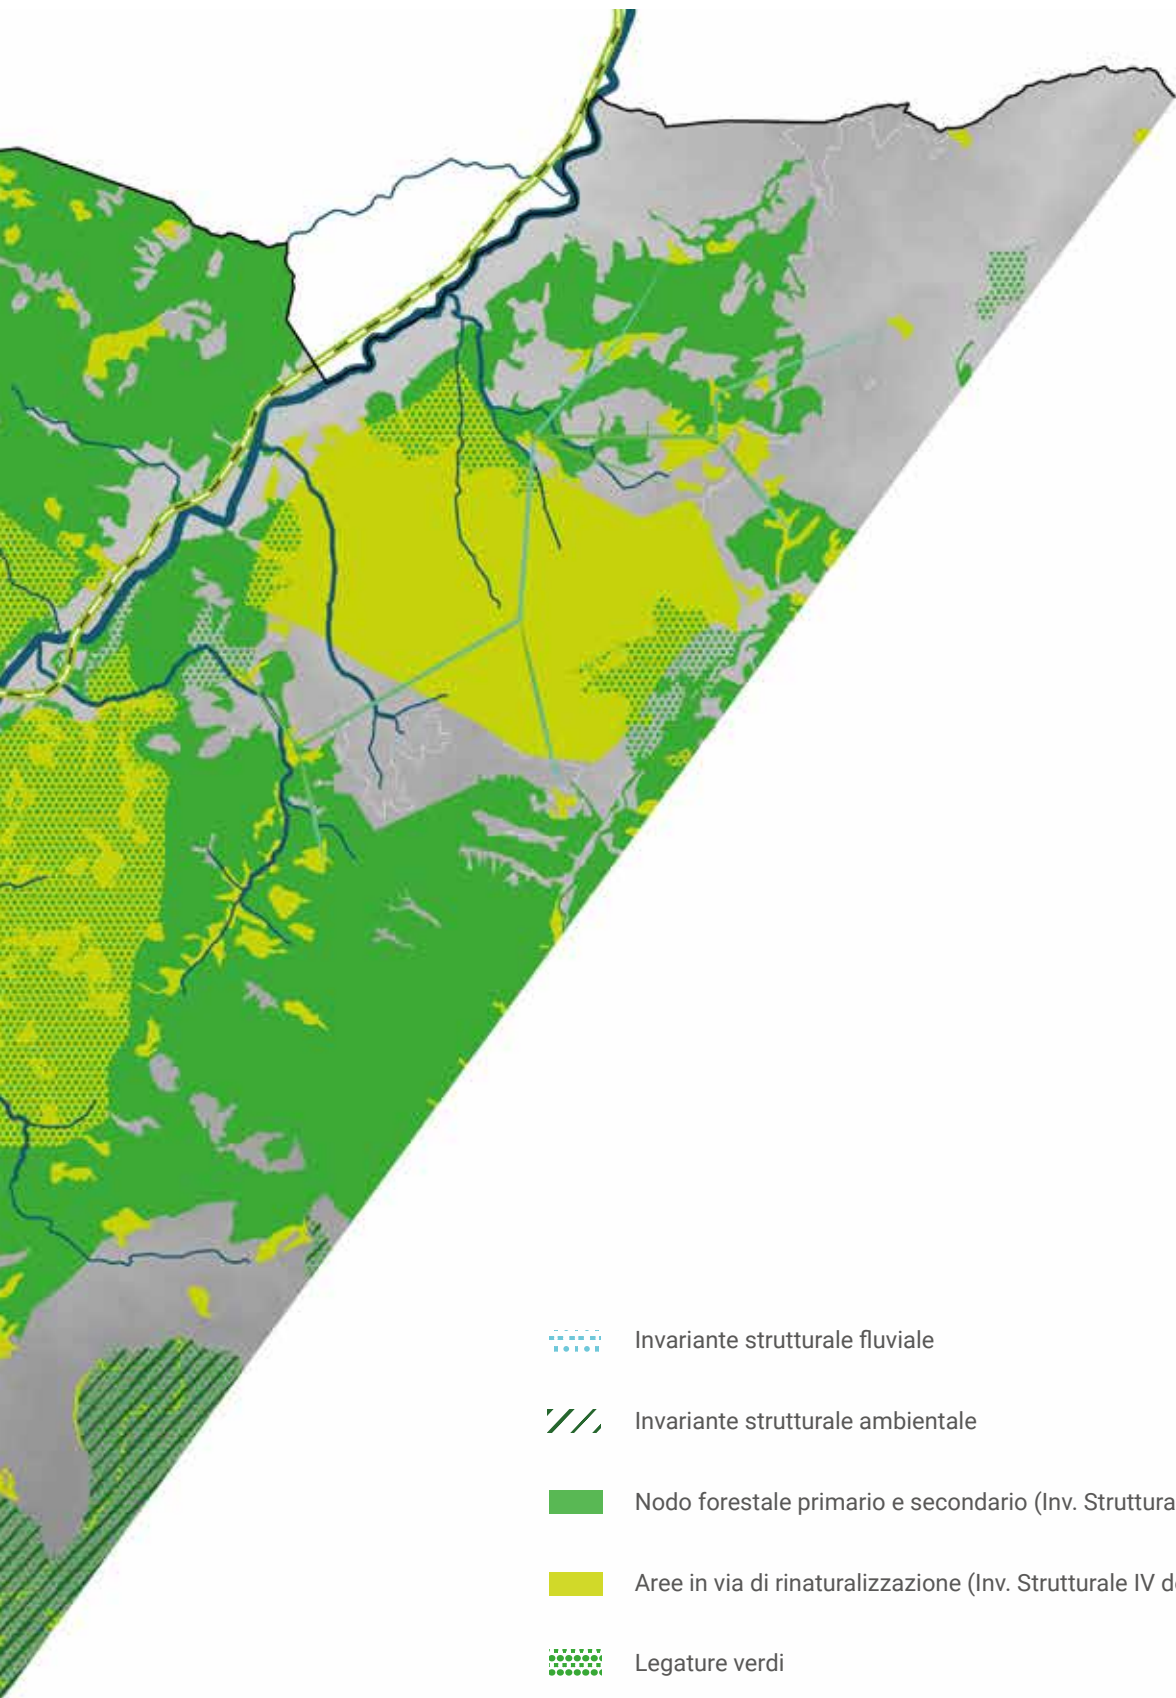 Invariante strutturale fluviale
Invariante strutturale ambientale
Nodo forestale primario e secondario (Inv. Struttura
Aree in via di rinaturalizzazione (Inv. Strutturale IV d
Legature verdi